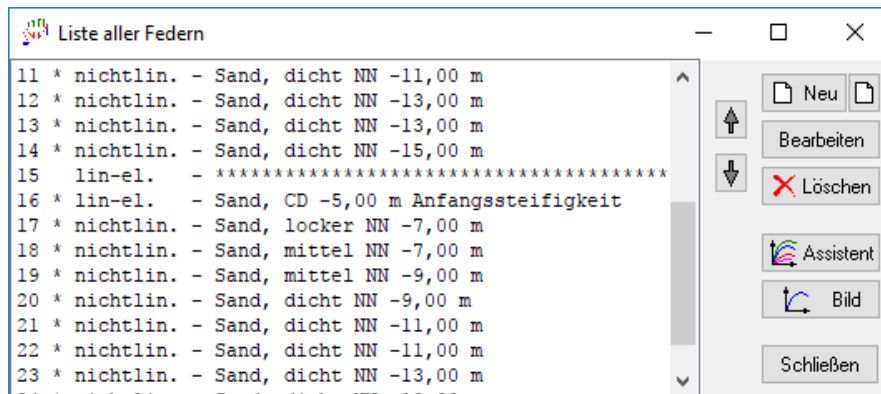 Liste aller Federn
11 * nichtlin. - Sand, dicht NN -11,00 m
12 * nichtlin. - Sand, dicht NN -13,00 m
13 * nichtlin. - Sand, dicht NN -13,00 m
14 * nichtlin. - Sand, dicht NN -15,00 m
15   lin-el.   - ***************************************
16 * lin-el.   - Sand, CD -5,00 m Anfangssteifigkeit
17 * nichtlin. - Sand, locker NN -7,00 m
18 * nichtlin. - Sand, mittel NN -7,00 m
19 * nichtlin. - Sand, mittel NN -9,00 m
20 * nichtlin. - Sand, dicht NN -9,00 m
21 * nichtlin. - Sand, dicht NN -11,00 m
22 * nichtlin. - Sand, dicht NN -11,00 m
23 * nichtlin. - Sand, dicht NN -13,00 m
Neu
Bearbeiten
Löschen
Assistent
Bild
Schließen